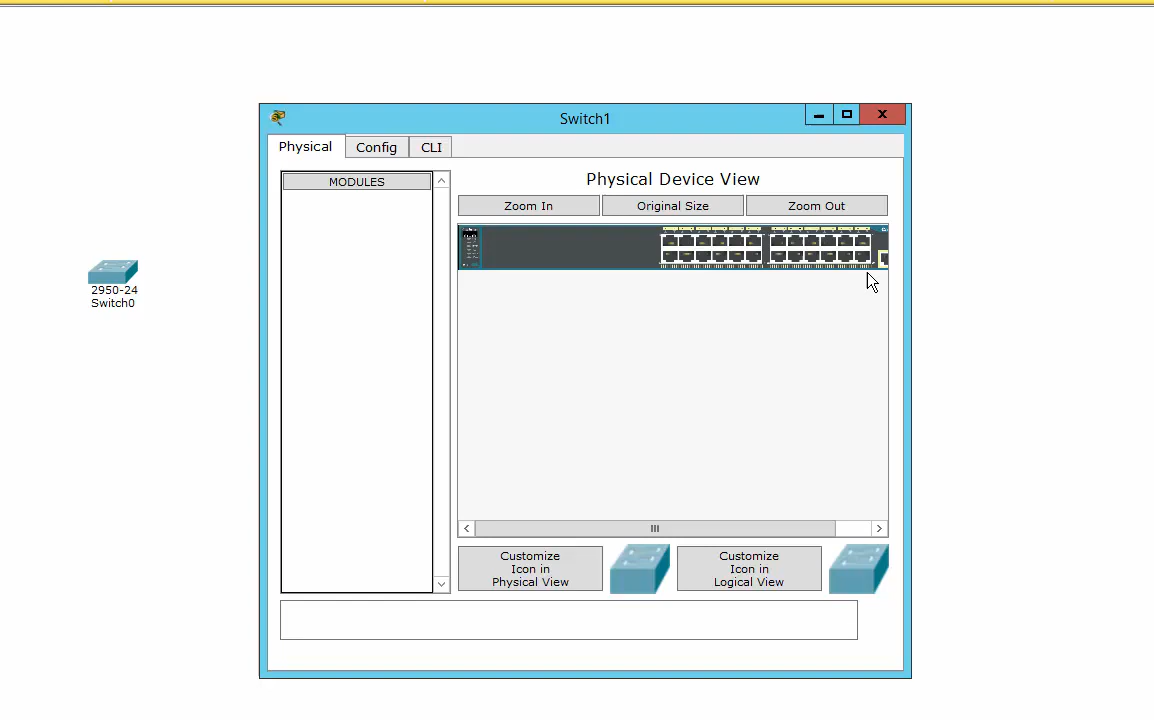 Switch1
Physical
Config
CLI
MODULES
Physical Device View
Zoom In
Original Size
Zoom Out
2950-24
Switch0
Customize
Icon in
Physical View
Customize
Icon in
Logical View